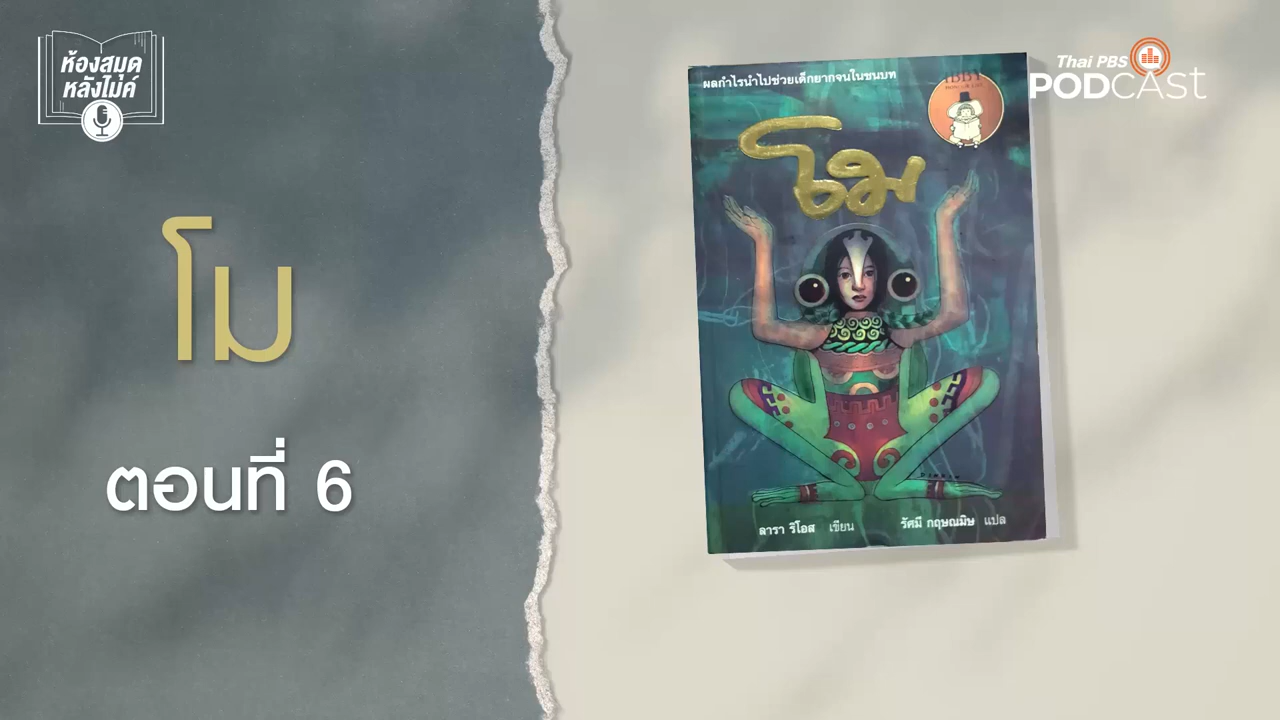 ห้องสมุด
หลังไมค์
โม
ตอนที่ 6
ผลกำไรนำไปช่วยเด็กยากจนในชนบท
IBBY
โม
ลารา ริโอส เขียน
รัศมี กฤษณมิษ แปล
Thai PBS
PODCAST